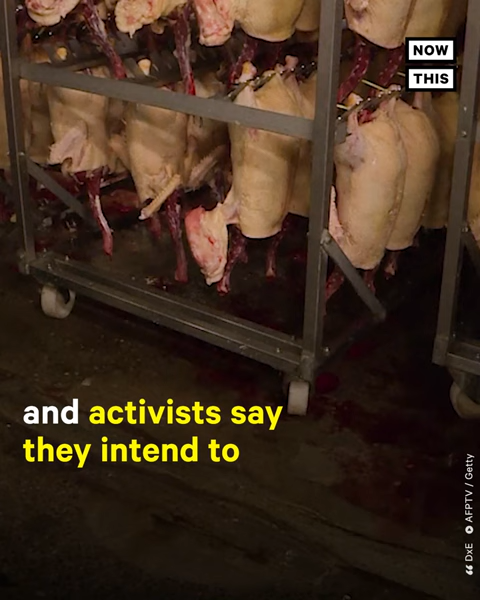 NOW
THIS
and activists say
they intend to
DxE AFPTV / Getty